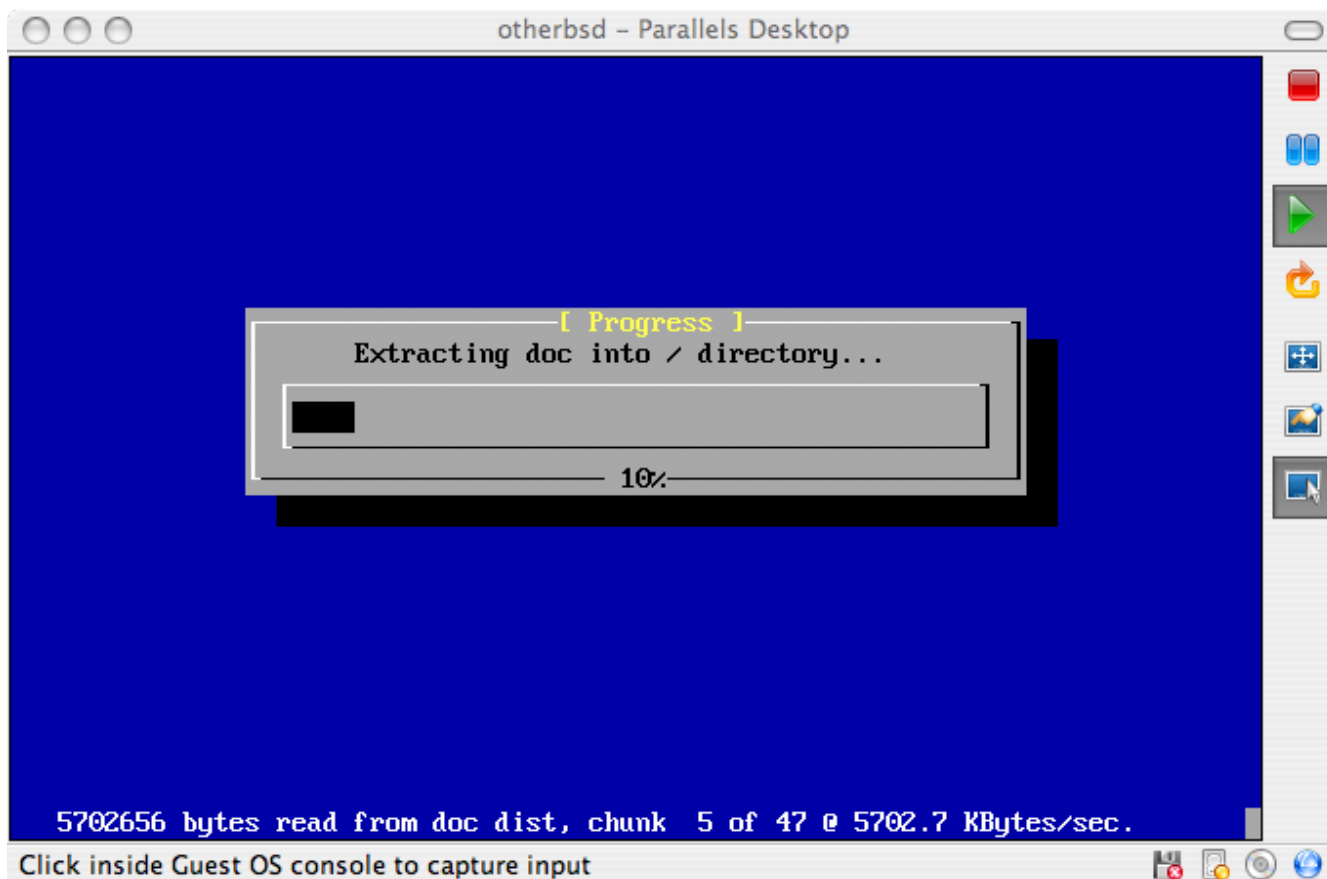 otherbsd – Parallels Desktop
[ Progress ]
Extracting doc into / directory...
10%
5702656 bytes read from doc dist, chunk  5 of 47 @ 5702.7 KBytes/sec.
Click inside Guest OS console to capture input